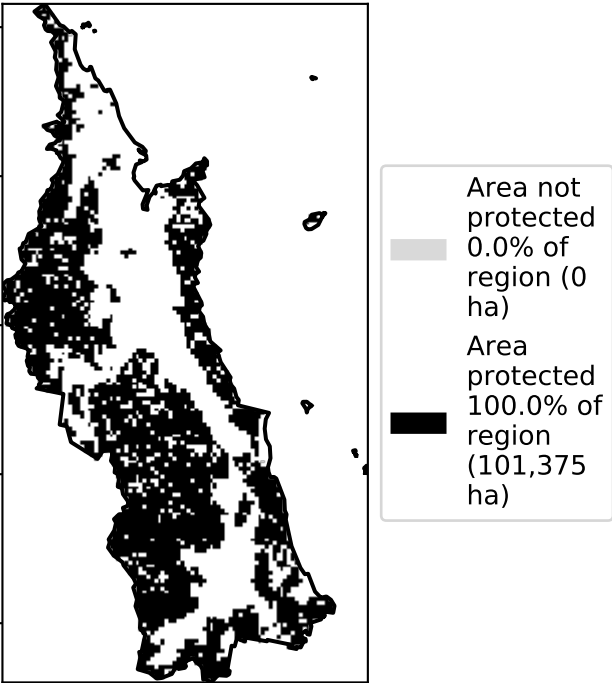 Area not
protected
0.0% of
region (0
ha)
Area
protected
100.0% of
region
(101,375
ha)